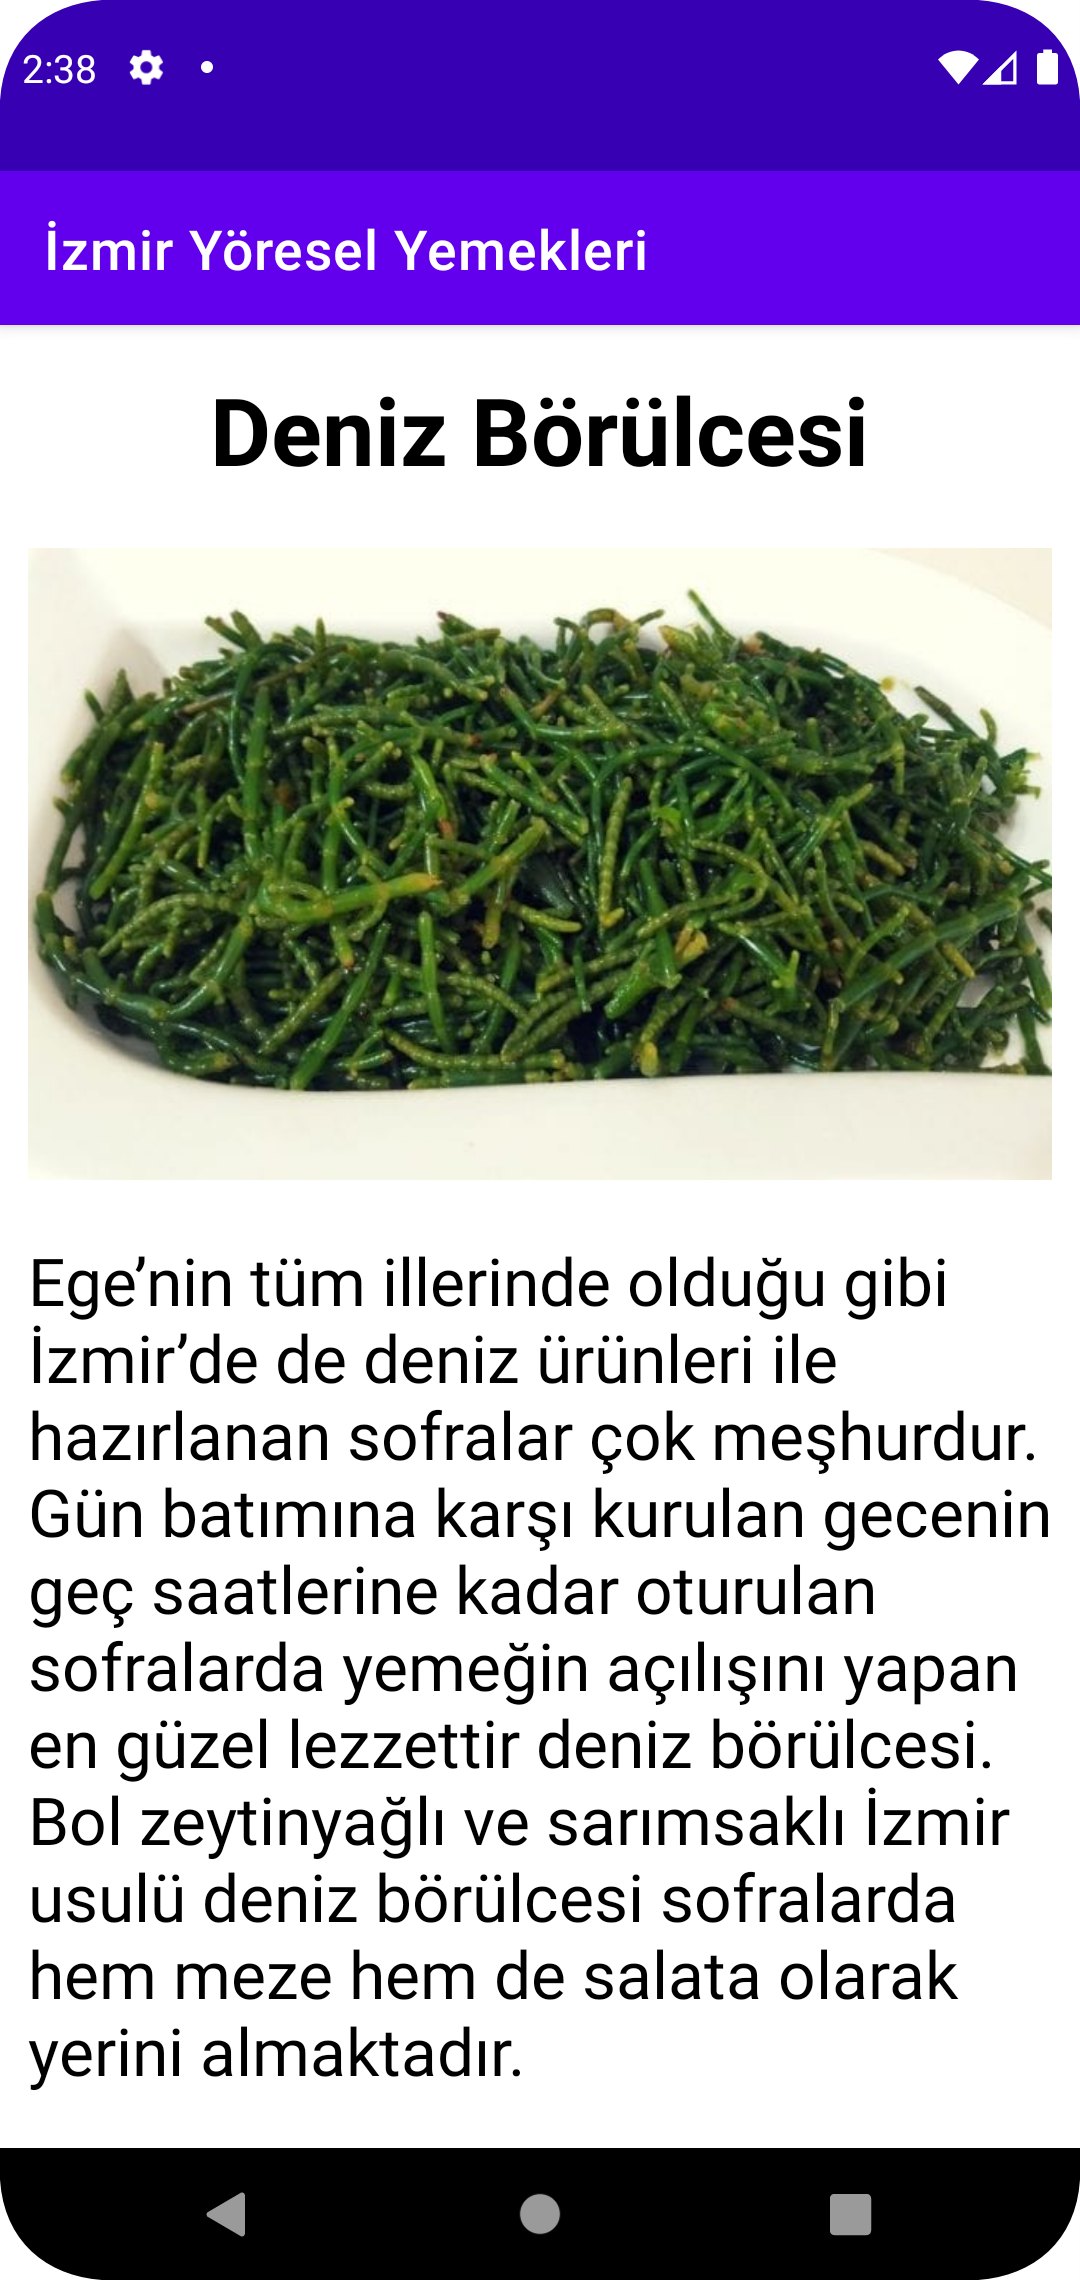 2:38
İzmir Yöresel Yemekleri
Deniz Börülcesi
Ege’nin tüm illerinde olduğu gibi
İzmir’de de deniz ürünleri ile
hazırlanan sofralar çok meşhurdur.
Gün batımına karşı kurulan gecenin
geç saatlerine kadar oturulan
sofralarda yemeğin açılışını yapan
en güzel lezzettir deniz börülcesi.
Bol zeytinyağlı ve sarımsaklı İzmir
usulü deniz börülcesi sofralarda
hem meze hem de salata olarak
yerini almaktadır.